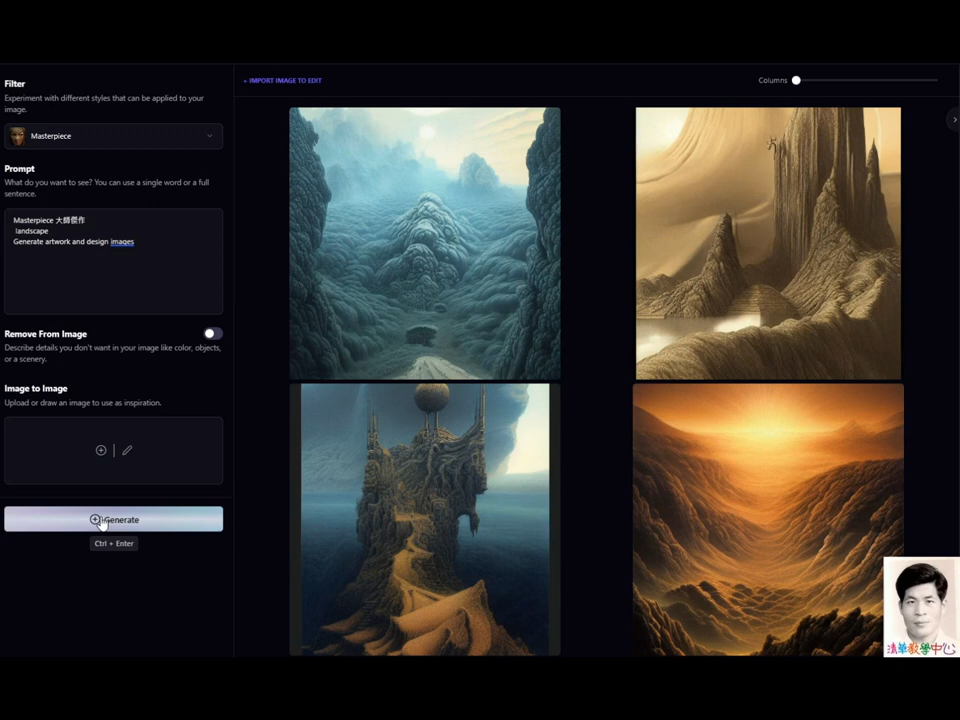 Filter
Experiment with different styles that can be applied to your
image.
Masterpiece
Prompt
What do you want to see? You can use a single word or a full
sentence.
Masterpiece 大師傑作
landscape
Generate artwork and design images
Remove From Image
Describe details you don't want in your image like color, objects,
or a scenery.
Image to Image
Upload or draw an image to use as inspiration.
Generate
Ctrl + Enter
+ IMPORT IMAGE TO EDIT
Columns
清華教學中心